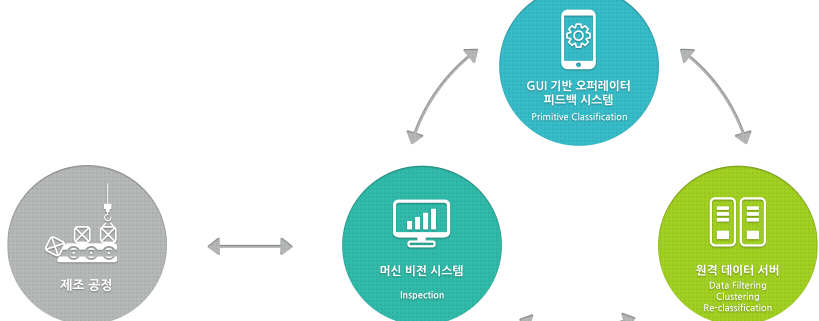 GUI 기반 오퍼레이터
피드백 시스템
Primitive Classification
제조 공정
머신 비전 시스템
Inspection
원격 데이터 서버
Data Filtering
Clustering
Re-classification